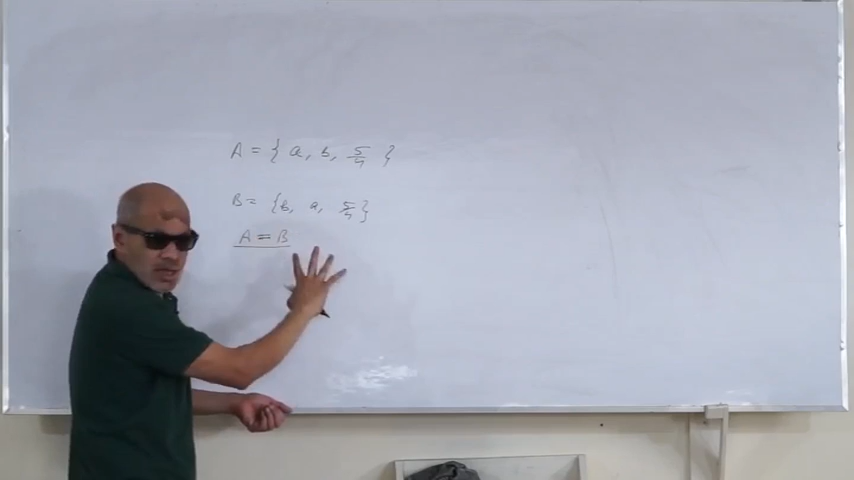 A = { a, b, 5/4 }
B = {b, a, 5/4}
A = B